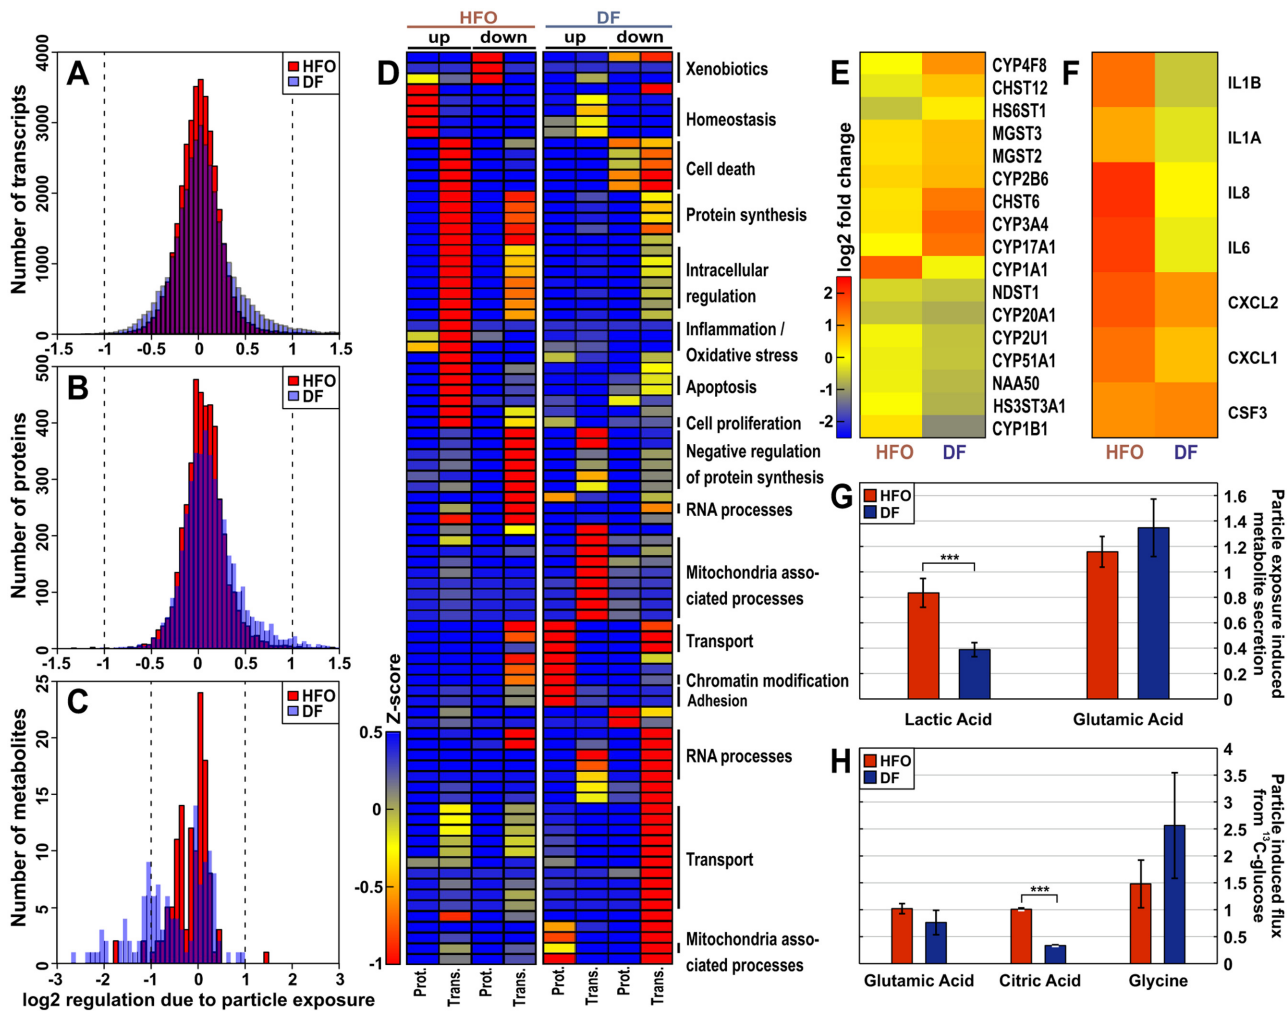 A
HFO
DF
Number of transcripts
4000
3000
2000
1000
0
-1.5
-1
-0.5
0
0.5
1
1.5
B
HFO
DF
Number of proteins
500
400
300
200
100
0
-1.5
-1
-0.5
0
0.5
1
1.5
C
HFO
DF
Number of metabolites
25
20
15
10
5
0
-3
-2
-1
0
1
2
3
log2 regulation due to particle exposure
D
HFO
DF
up
down
up
down
Xenobiotics
Homeostasis
Cell death
Protein synthesis
Intracellular
regulation
Inflammation /
Oxidative stress
Apoptosis
Cell proliferation
Negative regulation
of protein synthesis
RNA processes
Mitochondria asso-
ciated processes
Transport
Chromatin modification
Adhesion
RNA processes
Transport
Mitochondria asso-
ciated processes
Z-score
0.5
0
-0.5
-1
Prot.
Trans.
Prot.
Trans.
Prot.
Trans.
Prot.
Trans.
E
log2 fold change
2
1
0
-1
-2
CYP4F8
CHST12
HS6ST1
MGST3
MGST2
CYP2B6
CHST6
CYP3A4
CYP17A1
CYP1A1
NDST1
CYP20A1
CYP2U1
CYP51A1
NAA50
HS3ST3A1
CYP1B1
HFO
DF
F
IL1B
IL1A
IL8
IL6
CXCL2
CXCL1
CSF3
HFO
DF
G
HFO
DF
***
1.6
1.4
1.2
1
0.8
0.6
0.4
0.2
0
Particle exposure induced
metabolite secretion
Lactic Acid
Glutamic Acid
H
HFO
DF
***
4
3.5
3
2.5
2
1.5
1
0.5
0
Particle induced flux
from 13C-glucose
Glutamic Acid
Citric Acid
Glycine